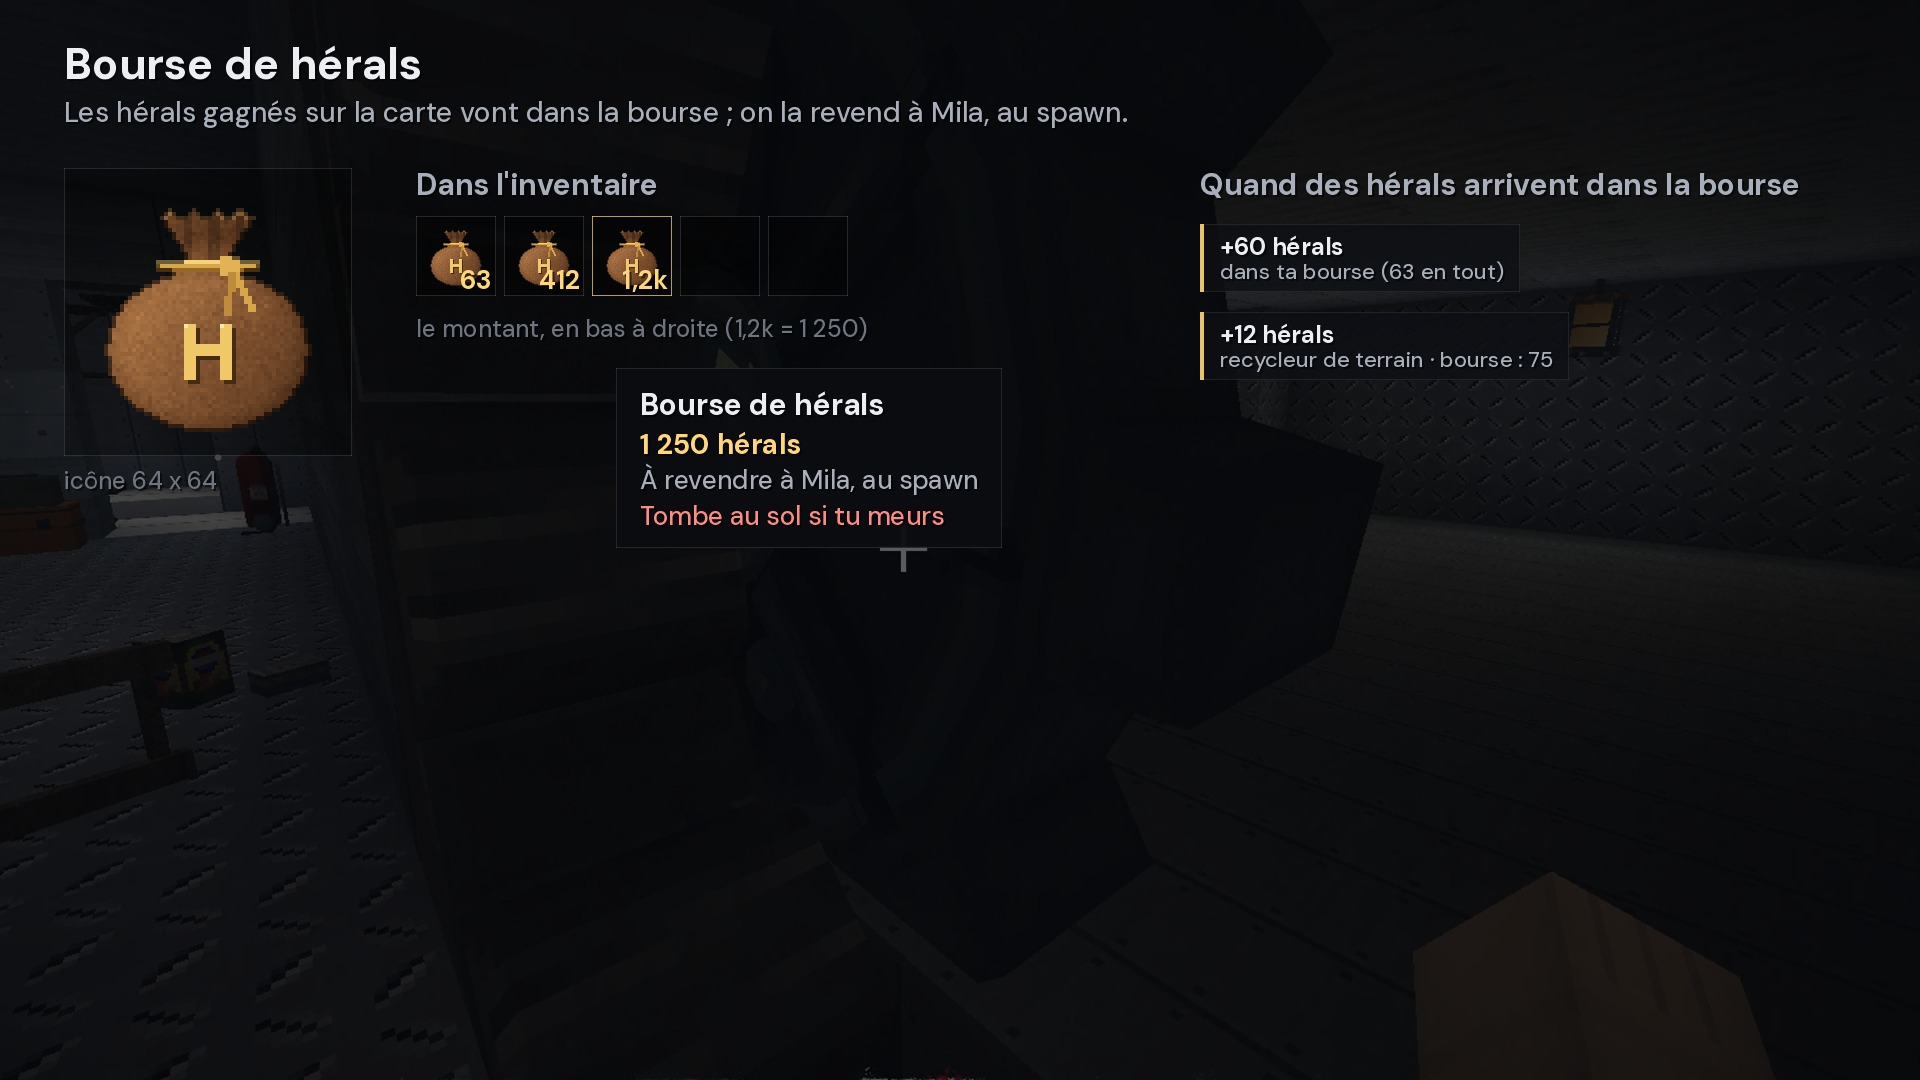 Bourse de hérals
Les hérals gagnés sur la carte vont dans la bourse ; on la revend à Mila, au spawn.
H
icône 64 x 64
Dans l'inventaire
H 63
H 412
H 1,2k
le montant, en bas à droite (1,2k = 1 250)
Bourse de hérals
1 250 hérals
À revendre à Mila, au spawn
Tombe au sol si tu meurs
Quand des hérals arrivent dans la bourse
+60 hérals
dans ta bourse (63 en tout)
+12 hérals
recycleur de terrain · bourse : 75